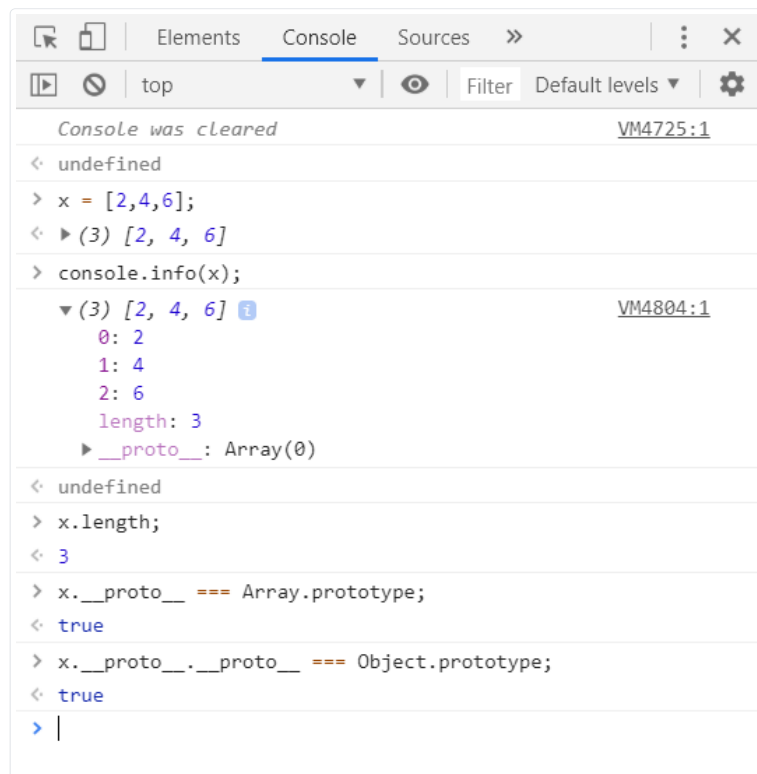 Elements Console Sources »
top Filter Default levels ▼
Console was cleared VM4725:1
undefined
x = [2,4,6];
(3) [2, 4, 6]
console.info(x);
(3) [2, 4, 6] i VM4804:1
0: 2
1: 4
2: 6
length: 3
__proto__: Array(0)
undefined
x.length;
3
x.__proto__ === Array.prototype;
true
x.__proto__.__proto__ === Object.prototype;
true